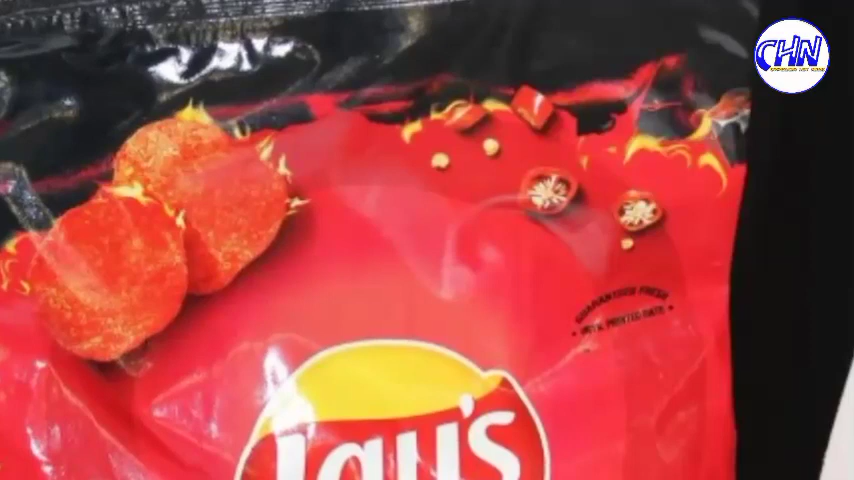 CHN
GUARANTEED FRESH
UNTIL PRINTED DATE
Lay's